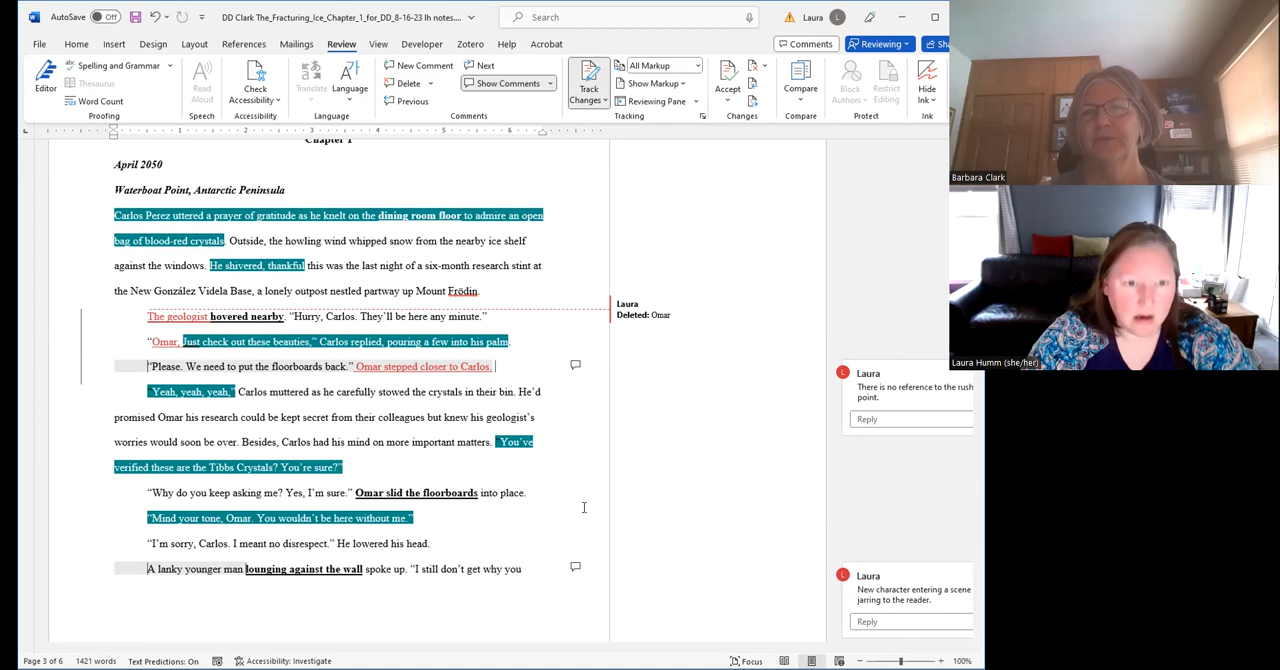 AutoSave Off DD Clark The_Fracturing_Ice_Chapter_1_for_DD_8-16-23 lh notes.... Search Laura L
File Home Insert Design Layout References Mailings Review View Developer Zotero Help Acrobat Comments Reviewing Sha
Editor
Spelling and Grammar
Thesaurus
Word Count
Proofing
Read Aloud
Speech
Check Accessibility
Accessibility
Translate
Language
Language
New Comment
Delete
Previous
Next
Show Comments
Comments
Track Changes
All Markup
Show Markup
Reviewing Pane
Tracking
Accept
Changes
Compare
Compare
Block Authors
Restrict Editing
Protect
Hide Ink
Ink
1 2 3 4 5 6
Chapter 1
April 2050
Waterboat Point, Antarctic Peninsula
Carlos Perez uttered a prayer of gratitude as he knelt on the dining room floor to admire an open
bag of blood-red crystals. Outside, the howling wind whipped snow from the nearby ice shelf
against the windows. He shivered, thankful this was the last night of a six-month research stint at
the New González Videla Base, a lonely outpost nestled partway up Mount Frödin.
The geologist hovered nearby. “Hurry, Carlos. They’ll be here any minute.”
“Omar, Just check out these beauties,” Carlos replied, pouring a few into his palm.
“Please. We need to put the floorboards back.” Omar stepped closer to Carlos.
“Yeah, yeah, yeah,” Carlos muttered as he carefully stowed the crystals in their bin. He’d
promised Omar his research could be kept secret from their colleagues but knew his geologist’s
worries would soon be over. Besides, Carlos had his mind on more important matters. “You’ve
verified these are the Tibbs Crystals? You’re sure?”
“Why do you keep asking me? Yes, I’m sure.” Omar slid the floorboards into place.
“Mind your tone, Omar. You wouldn’t be here without me.”
“I’m sorry, Carlos. I meant no disrespect.” He lowered his head.
A lanky younger man lounging against the wall spoke up. “I still don’t get why you
Laura
Deleted: Omar
L Laura
There is no reference to the rush
point.
Reply
L Laura
New character entering a scene
jarring to the reader.
Reply
Barbara Clark
Laura Humm (she/her)
Page 3 of 6 1421 words Text Predictions: On Accessibility: Investigate Focus 100%